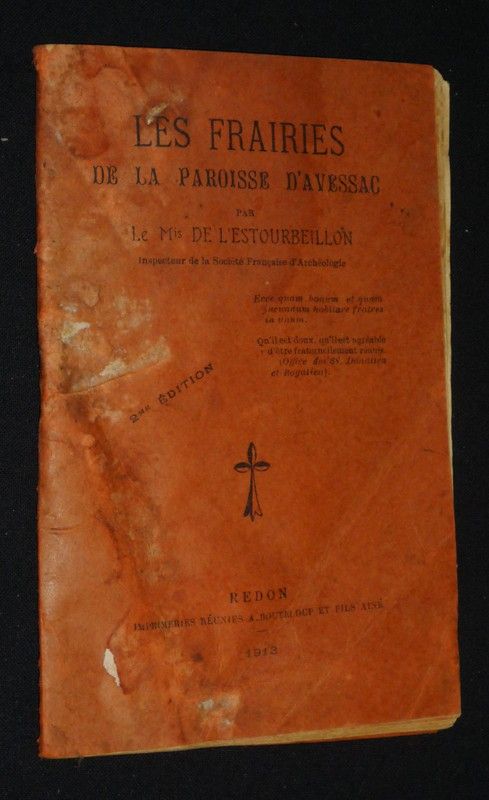 LES FRAIRIES
DE LA PAROISSE D'AVESSAC
PAR
Le Mis DE L'ESTOURBEILLON
Inspecteur de la Société Française d'Archéologie
Ecce quam bonum et quam
jucundum habitare fratres
in unum.
Qu'il est doux, qu'il est agréable
d'être fraternellement réunis
(Office des SS. Donatien
et Rogatien).
2me ÉDITION
REDON
IMPRIMERIES RÉUNIES A. BOUTELOUP ET FILS AINÉ
1913